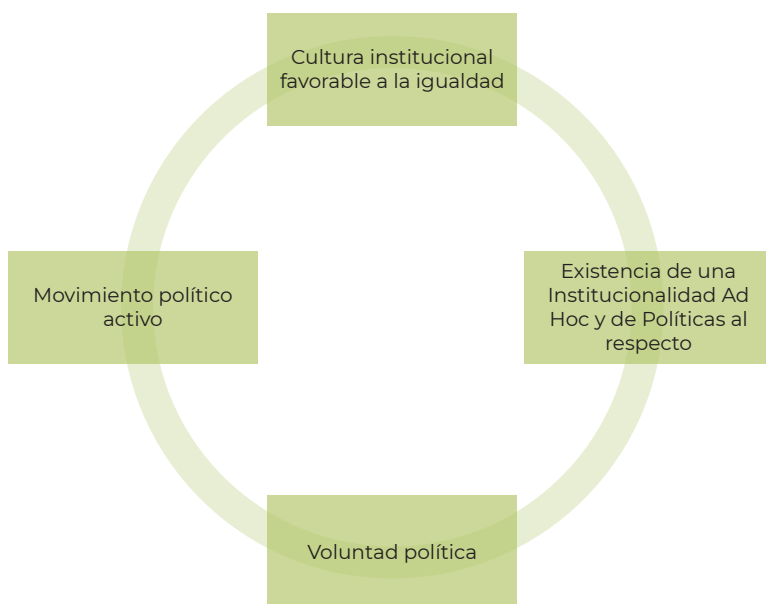 Cultura institucional
favorable a la igualdad
Movimiento político
activo
Existencia de una
Institucionalidad Ad
Hoc y de Políticas al
respecto
Voluntad política